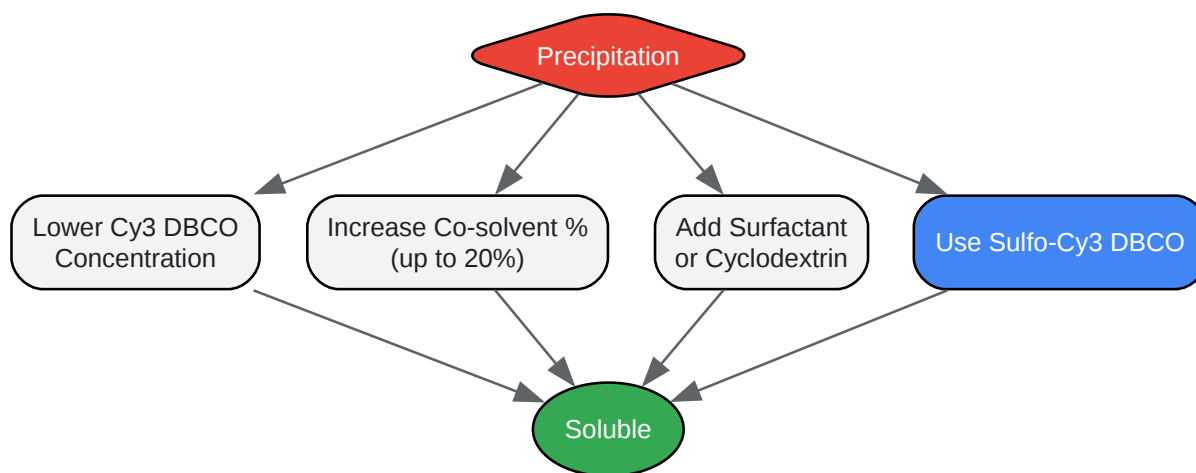 Precipitation
Lower Cy3 DBCO
Concentration
Increase Co-solvent %
(up to 20%)
Add Surfactant
or Cyclodextrin
Use Sulfo-Cy3 DBCO
Soluble